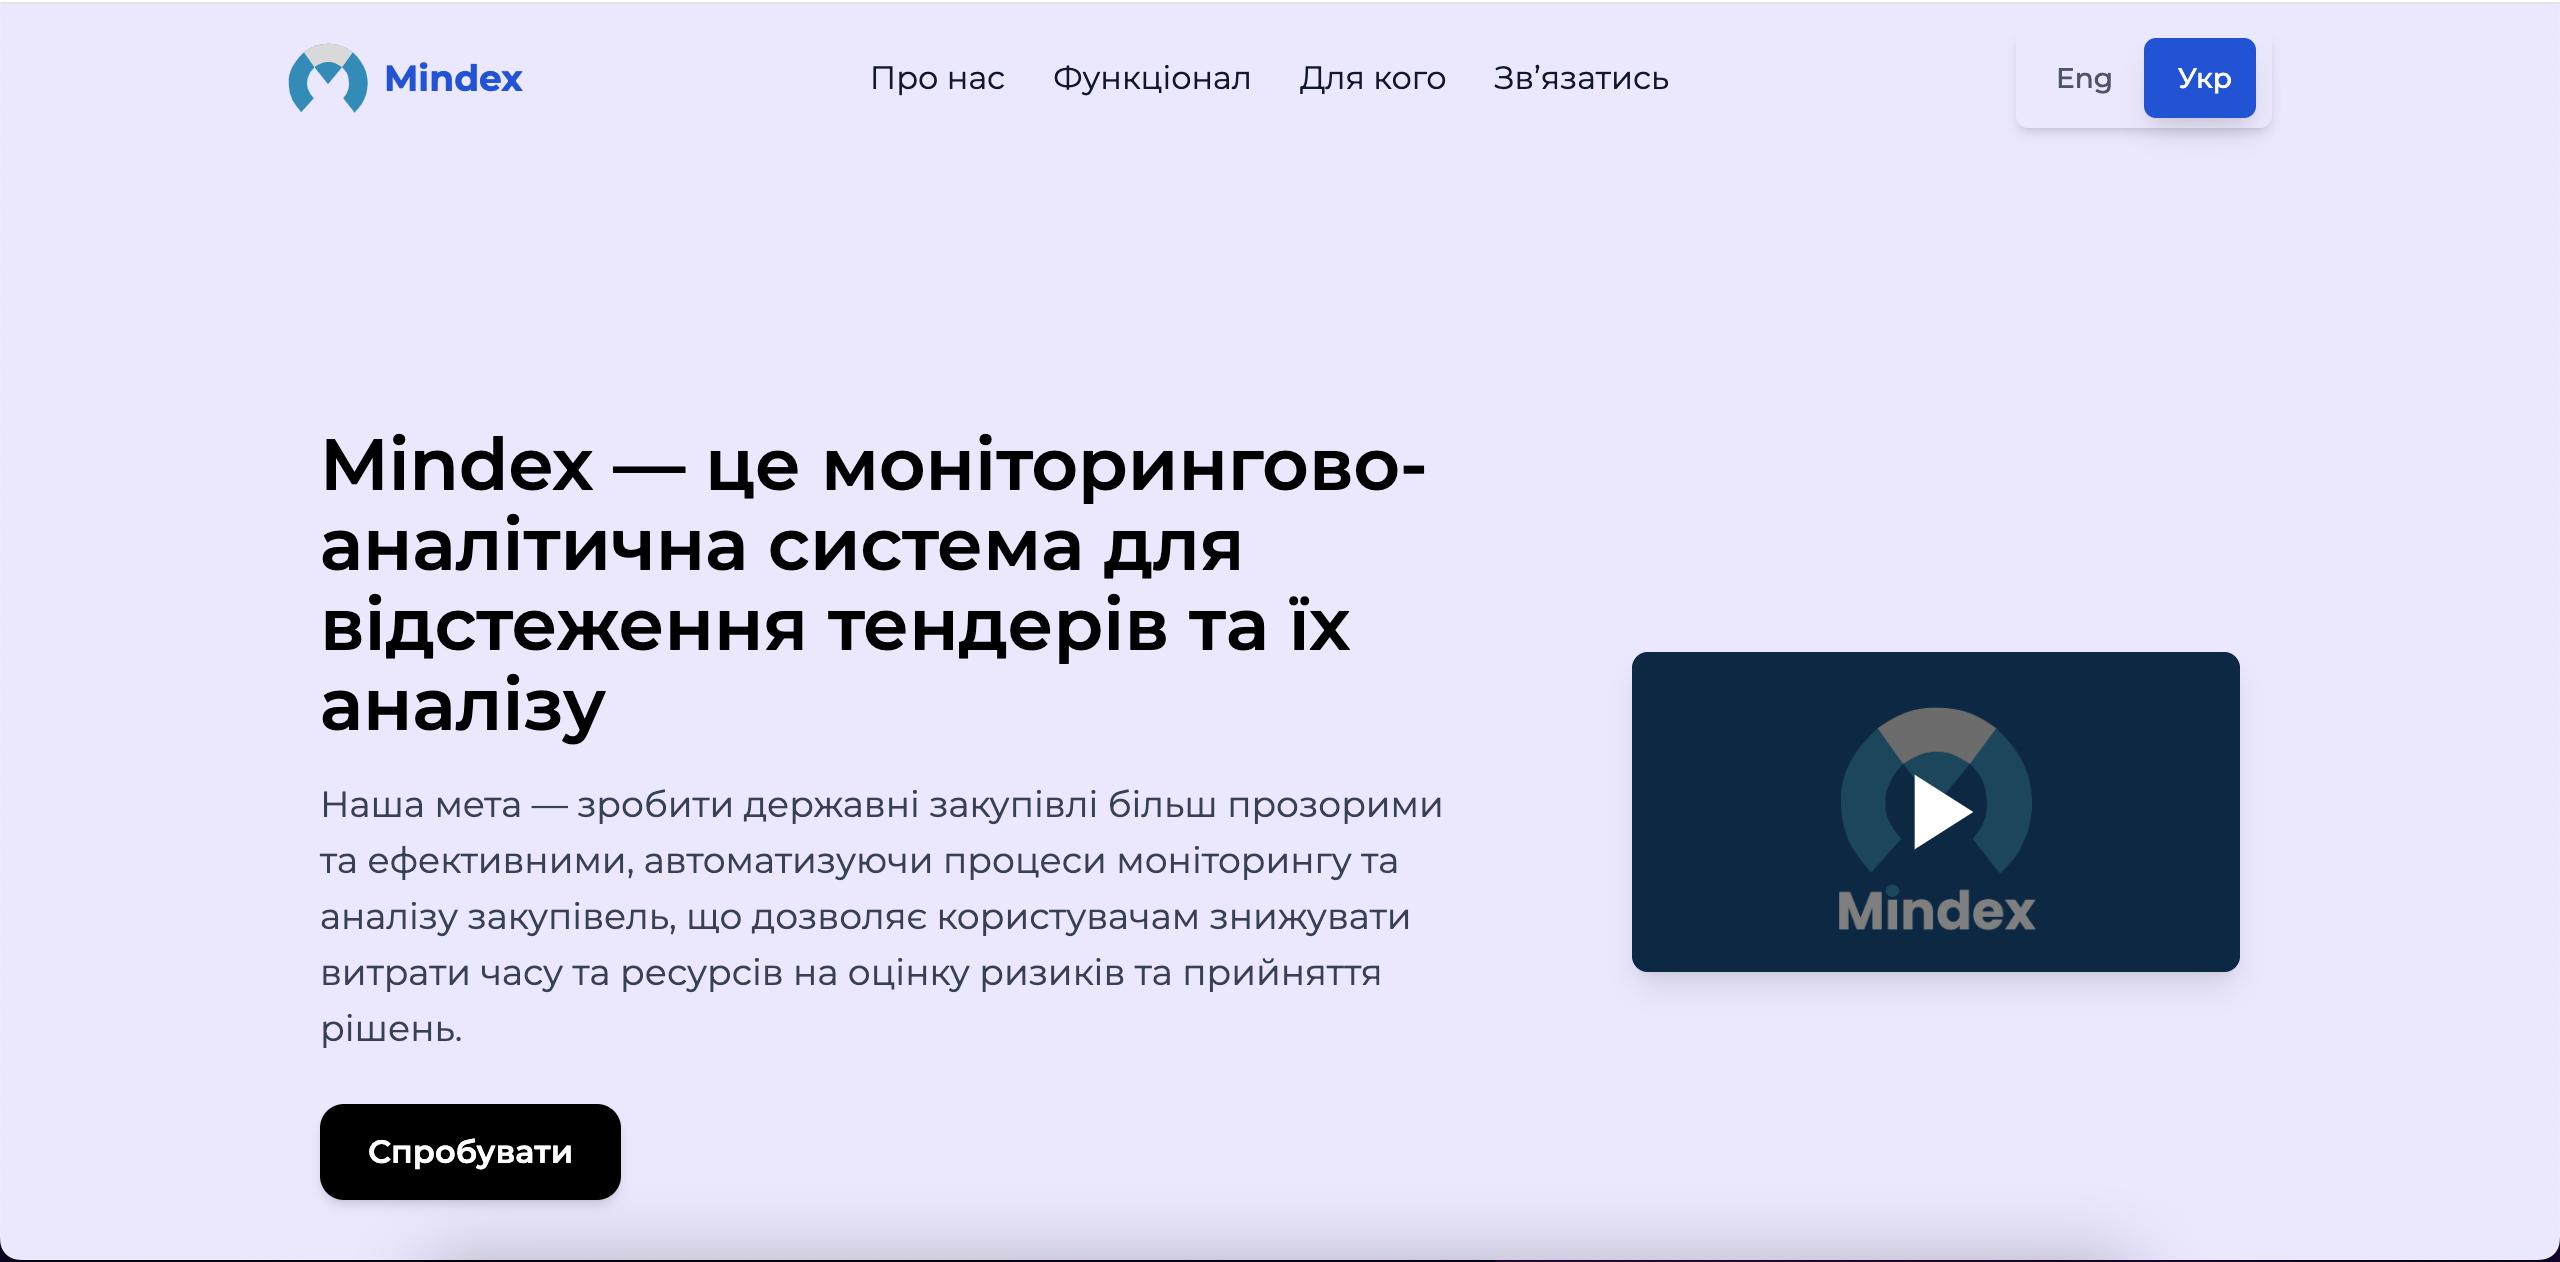 Mindex
Про нас
Функціонал
Для кого
Зв’язатись
Eng
Укр
Mindex — це моніторингово-
аналітична система для
відстеження тендерів та їх
аналізу
Наша мета — зробити державні закупівлі більш прозорими
та ефективними, автоматизуючи процеси моніторингу та
аналізу закупівель, що дозволяє користувачам знижувати
витрати часу та ресурсів на оцінку ризиків та прийняття
рішень.
Спробувати
Mindex